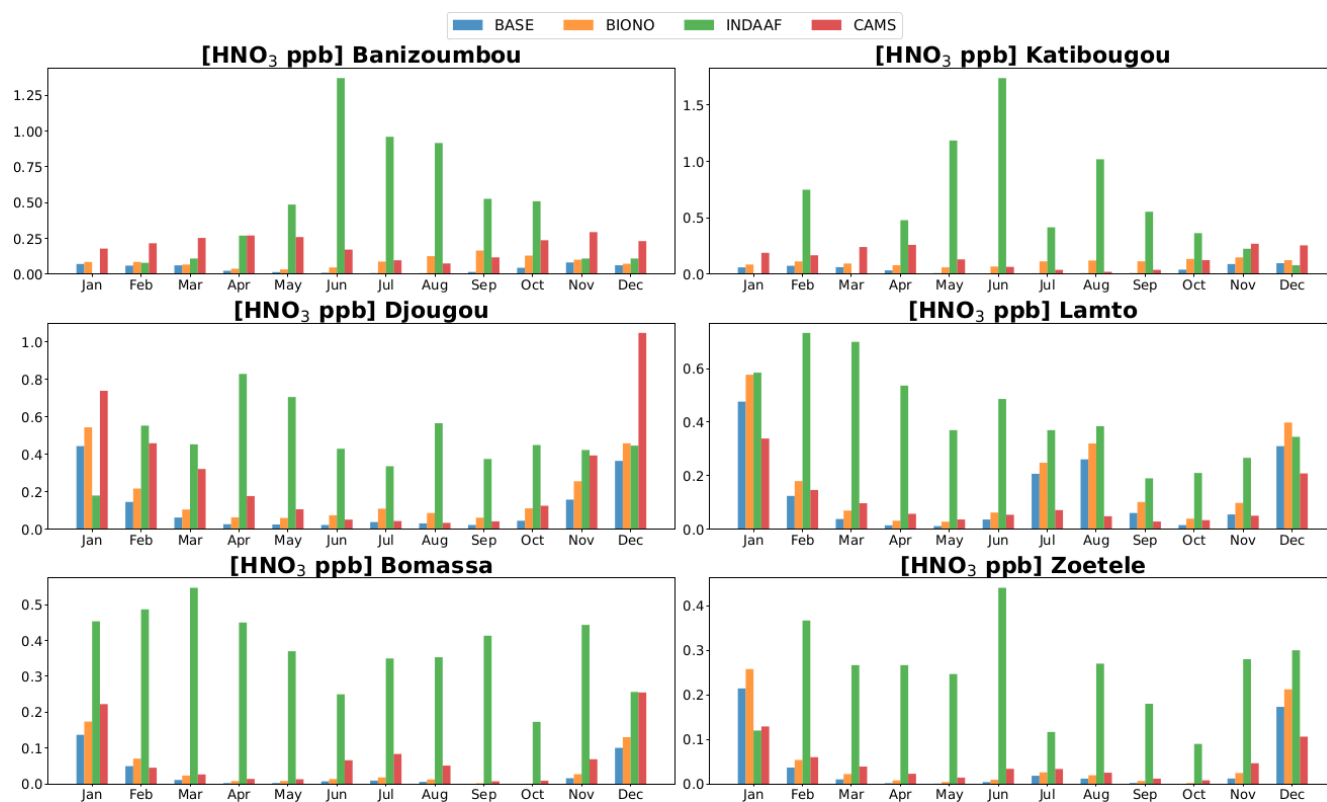 BASE BIONO INDAAF CAMS
[HNO₃ ppb] Banizoumbou
1.25
1.00
0.75
0.50
0.25
0.00
Jan Feb Mar Apr May Jun Jul Aug Sep Oct Nov Dec
[HNO₃ ppb] Katibougou
1.5
1.0
0.5
0.0
Jan Feb Mar Apr May Jun Jul Aug Sep Oct Nov Dec
[HNO₃ ppb] Djougou
1.0
0.8
0.6
0.4
0.2
0.0
Jan Feb Mar Apr May Jun Jul Aug Sep Oct Nov Dec
[HNO₃ ppb] Lamto
0.6
0.4
0.2
0.0
Jan Feb Mar Apr May Jun Jul Aug Sep Oct Nov Dec
[HNO₃ ppb] Bomassa
0.5
0.4
0.3
0.2
0.1
0.0
Jan Feb Mar Apr May Jun Jul Aug Sep Oct Nov Dec
[HNO₃ ppb] Zoetele
0.4
0.3
0.2
0.1
0.0
Jan Feb Mar Apr May Jun Jul Aug Sep Oct Nov Dec